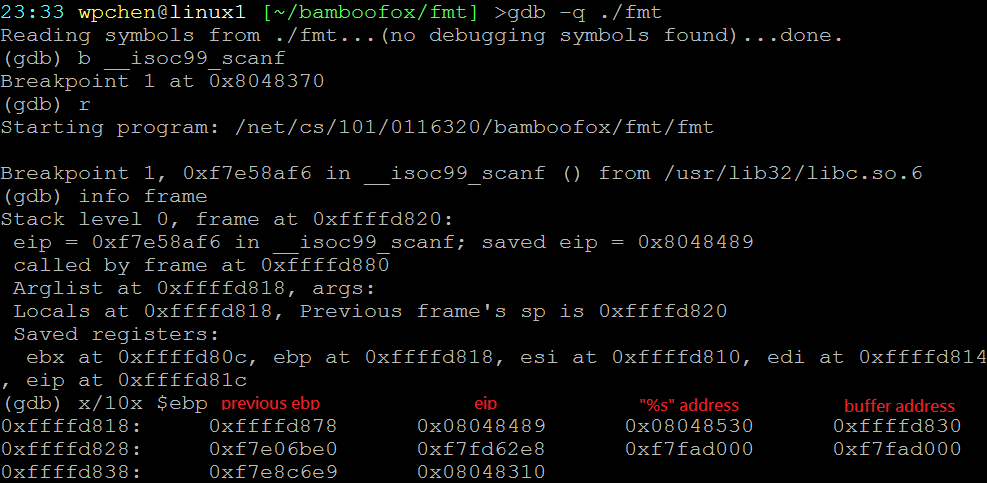 23:33 wpchen@linux1 [~/bamboofox/fmt] >gdb -q ./fmt
Reading symbols from ./fmt...(no debugging symbols found)...done.
(gdb) b __isoc99_scanf
Breakpoint 1 at 0x8048370
(gdb) r
Starting program: /net/cs/101/0116320/bamboofox/fmt/fmt
Breakpoint 1, 0xf7e58af6 in __isoc99_scanf () from /usr/lib32/libc.so.6
(gdb) info frame
Stack level 0, frame at 0xffffd820:
 eip = 0xf7e58af6 in __isoc99_scanf; saved eip = 0x8048489
 called by frame at 0xffffd880
 Arglist at 0xffffd818, args:
 Locals at 0xffffd818, Previous frame's sp is 0xffffd820
 Saved registers:
  ebx at 0xffffd80c, ebp at 0xffffd818, esi at 0xffffd810, edi at 0xffffd814
, eip at 0xffffd81c
(gdb) x/10x $ebp previous ebp eip "%s" address buffer address
0xffffd818: 0xffffd878 0x08048489 0x08048530 0xffffd830
0xffffd828: 0xf7e06be0 0xf7fd62e8 0xf7fad000 0xf7fad000
0xffffd838: 0xf7e8c6e9 0x08048310